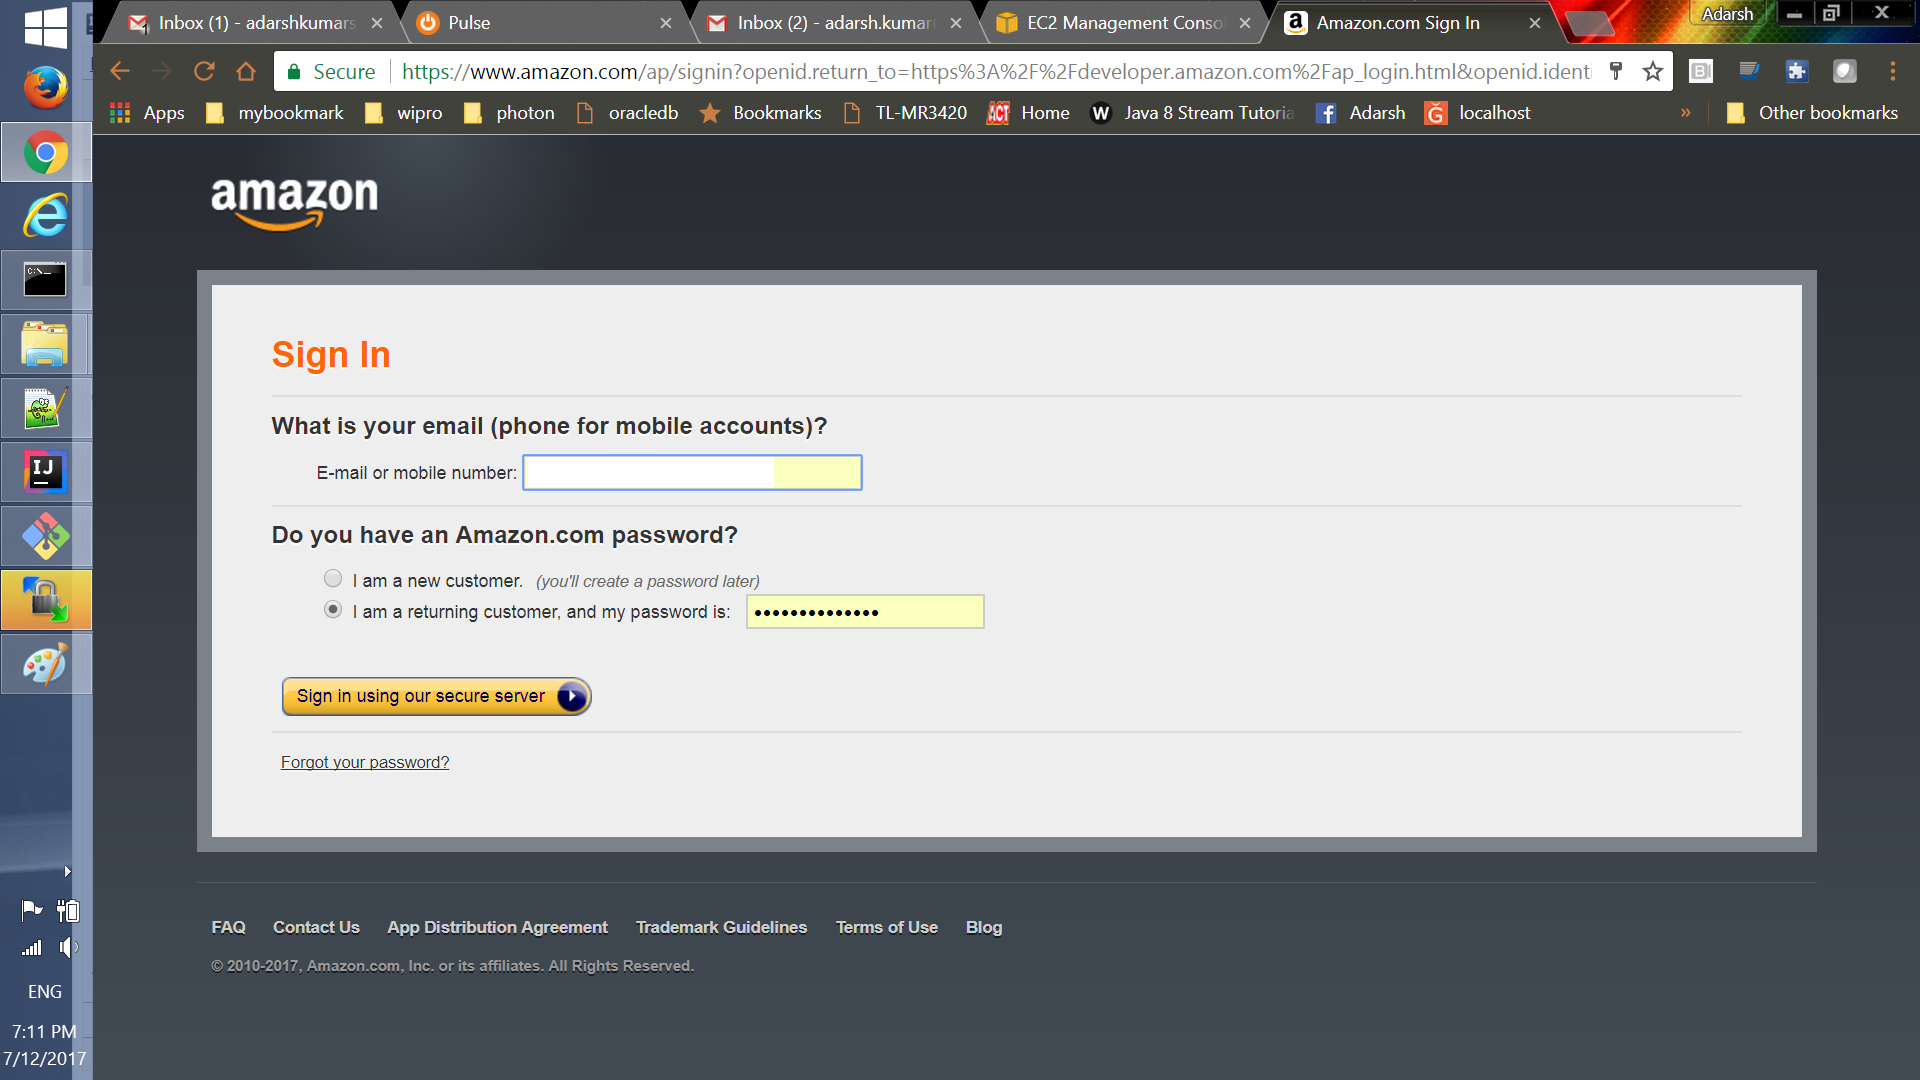 Inbox (1) - adarshkumars
Pulse
Inbox (2) - adarsh.kumar
EC2 Management Conso
Amazon.com Sign In
Adarsh
Secure
https://www.amazon.com/ap/signin?openid.return_to=https%3A%2F%2Fdeveloper.amazon.com%2Fap_login.html&openid.identi
Apps
mybookmark
wipro
photon
oracledb
Bookmarks
TL-MR3420
ACT
Home
W
Java 8 Stream Tutoria
Adarsh
localhost
»
Other bookmarks
amazon
Sign In
What is your email (phone for mobile accounts)?
E-mail or mobile number:
Do you have an Amazon.com password?
I am a new customer. (you'll create a password later)
I am a returning customer, and my password is:
Sign in using our secure server
Forgot your password?
FAQ
Contact Us
App Distribution Agreement
Trademark Guidelines
Terms of Use
Blog
© 2010-2017, Amazon.com, Inc. or its affiliates. All Rights Reserved.
C:\_
IJ
ENG
7:11 PM
7/12/2017